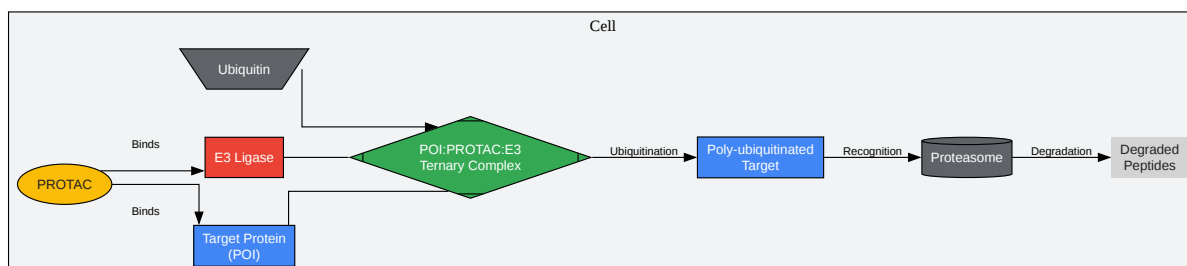 Cell
Ubiquitin
Binds
E3 Ligase
PROTAC
Binds
Target Protein
(POI)
POI:PROTAC:E3
Ternary Complex
Ubiquitination
Poly-ubiquitinated
Target
Recognition
Proteasome
Degradation
Degraded
Peptides